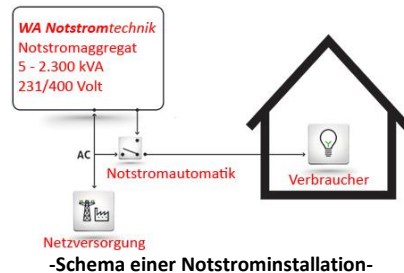 WA Notstromtechnik
Notstromaggregat
5 - 2.300 kVA
231/400 Volt
AC
Notstromautomatik
Verbraucher
Netzversorgung
-Schema einer Notstrominstallation-